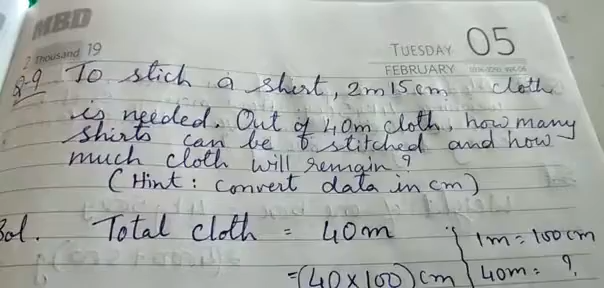 MBD
Thousand 19
TUESDAY 05
FEBRUARY
Q-9 To stich a shirt, 2m 15 cm cloth
is needed. Out of 40m cloth, how many
shirts can be stitched and how
much cloth will remain?
(Hint: convert data in cm)
Sol. Total cloth = 40m
1m = 100 cm
=(40×100) cm
40m = ?